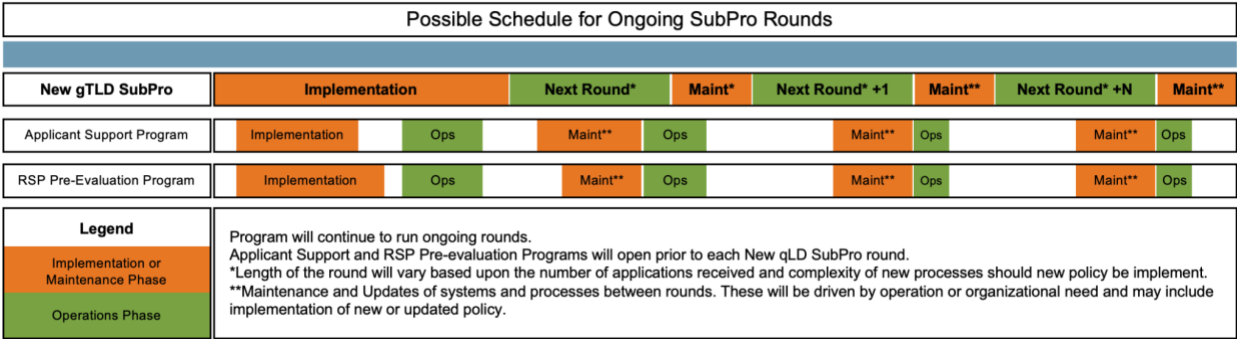 Possible Schedule for Ongoing SubPro Rounds
New gTLD SubPro Implementation Next Round* Maint* Next Round* +1 Maint** Next Round* +N Maint**
Applicant Support Program Implementation Ops Maint** Ops Maint** Ops Maint** Ops
RSP Pre-Evaluation Program Implementation Ops Maint** Ops Maint** Ops Maint** Ops
Legend
Implementation or
Maintenance Phase
Operations Phase
Program will continue to run ongoing rounds.
Applicant Support and RSP Pre-evaluation Programs will open prior to each New qLD SubPro round.
*Length of the round will vary based upon the number of applications received and complexity of new processes should new policy be implement.
**Maintenance and Updates of systems and processes between rounds. These will be driven by operation or organizational need and may include
implementation of new or updated policy.